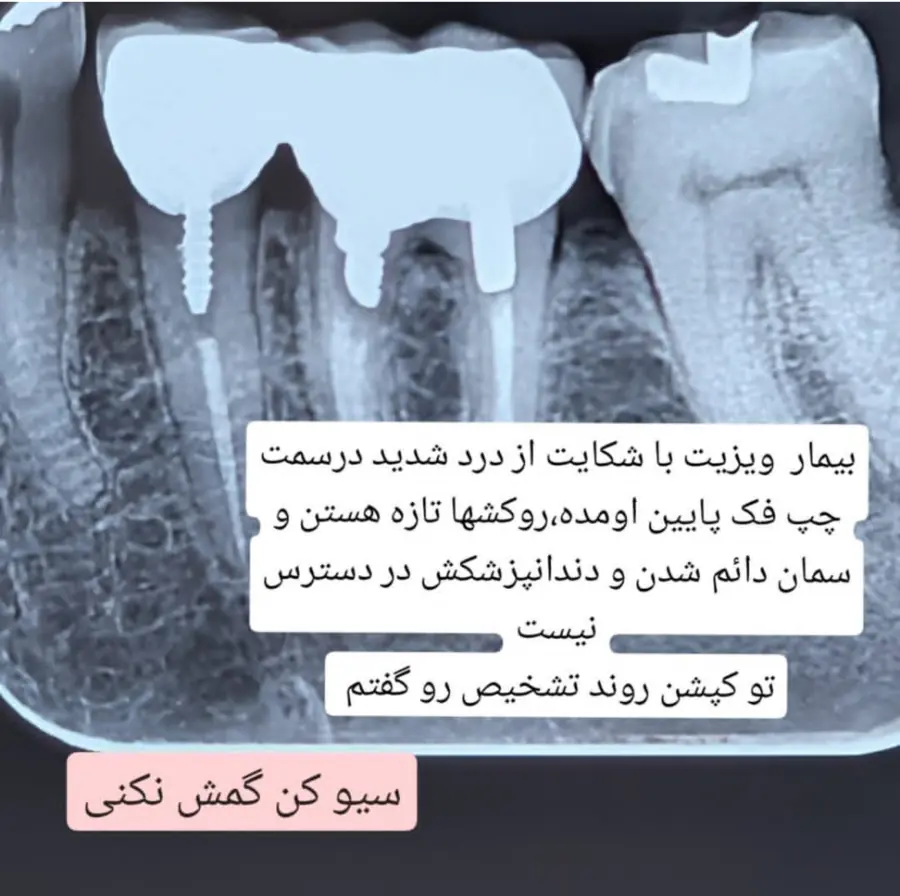 بیمار ویزیت با شکایت از درد شدید درسمت
چپ فک پایین اومده،روکشها تازه هستن و
سمان دائم شدن و دندانپزشکش در دسترس
نیست
تو کپشن روند تشخیص رو گفتم
سیو کن گمش نکنی